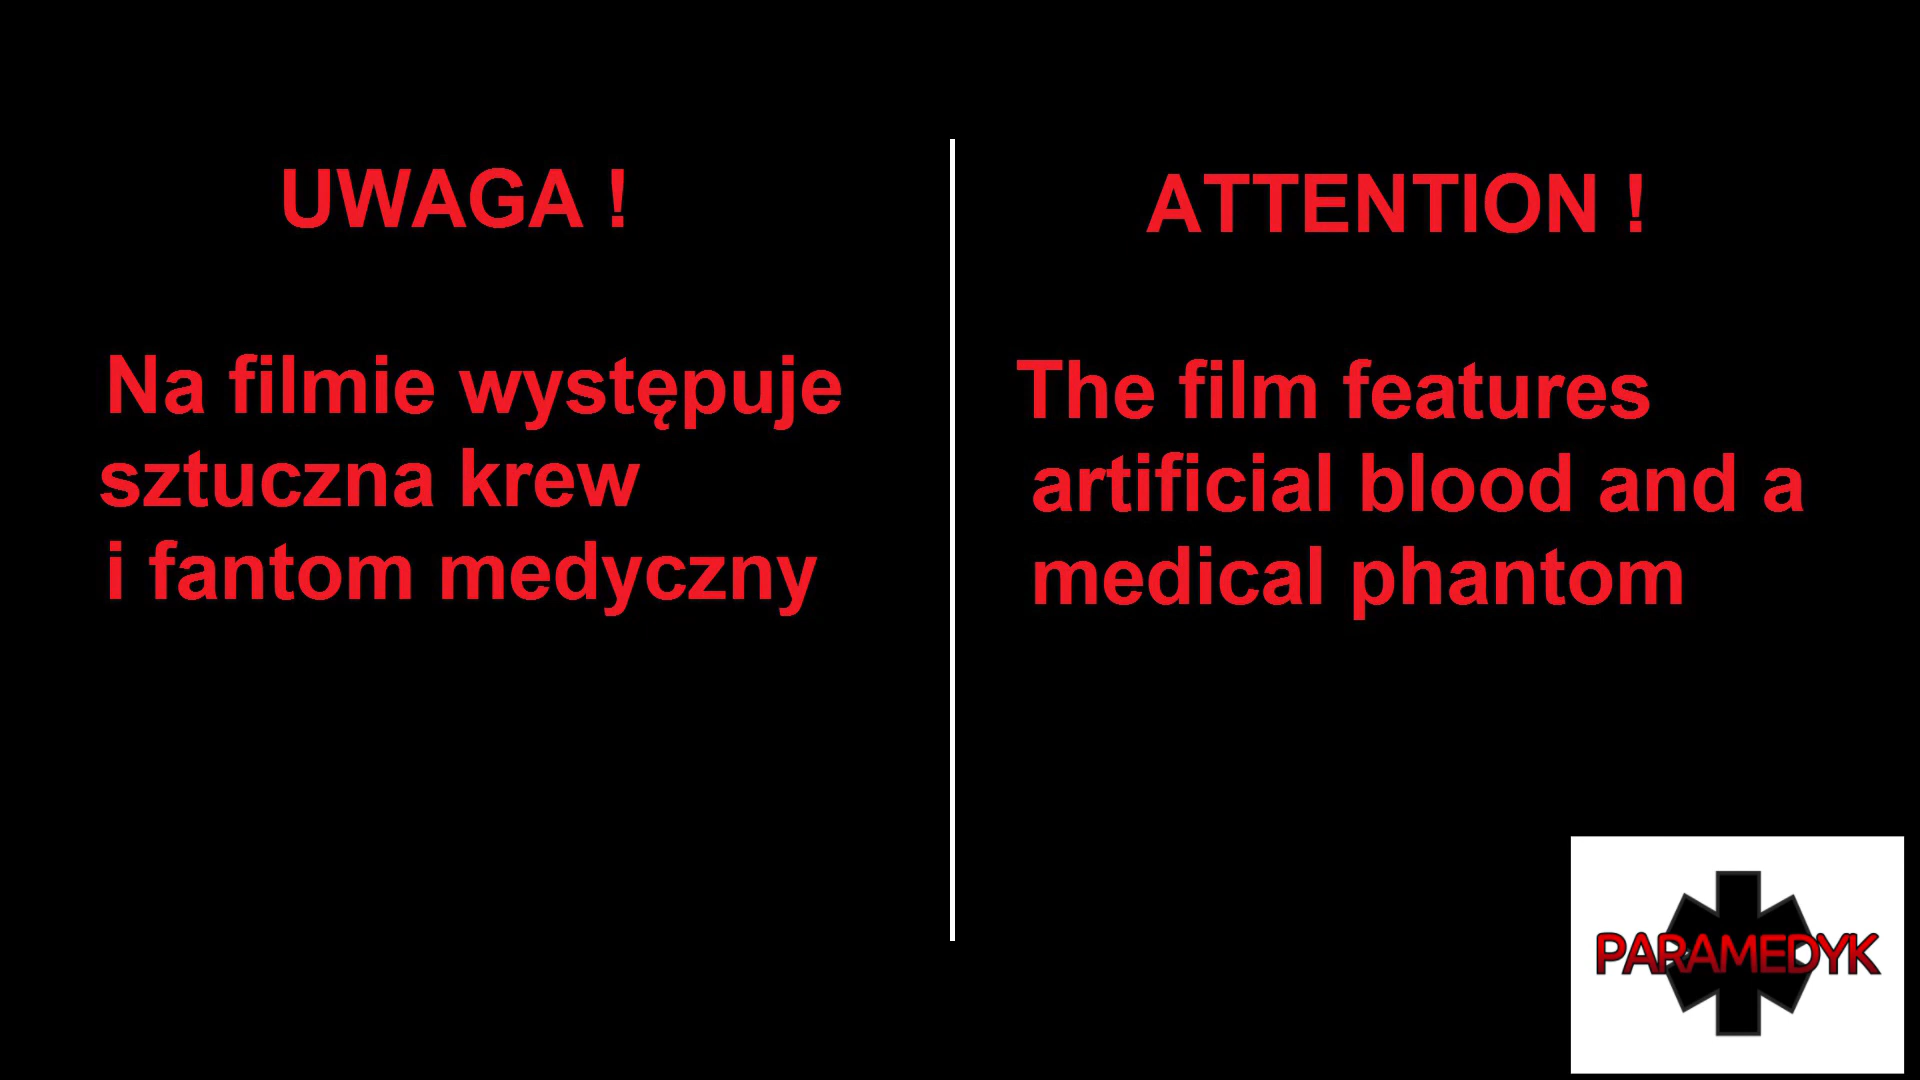 UWAGA !
Na filmie występuje
sztuczna krew
i fantom medyczny
ATTENTION !
The film features
artificial blood and a
medical phantom
PARAMEDYK